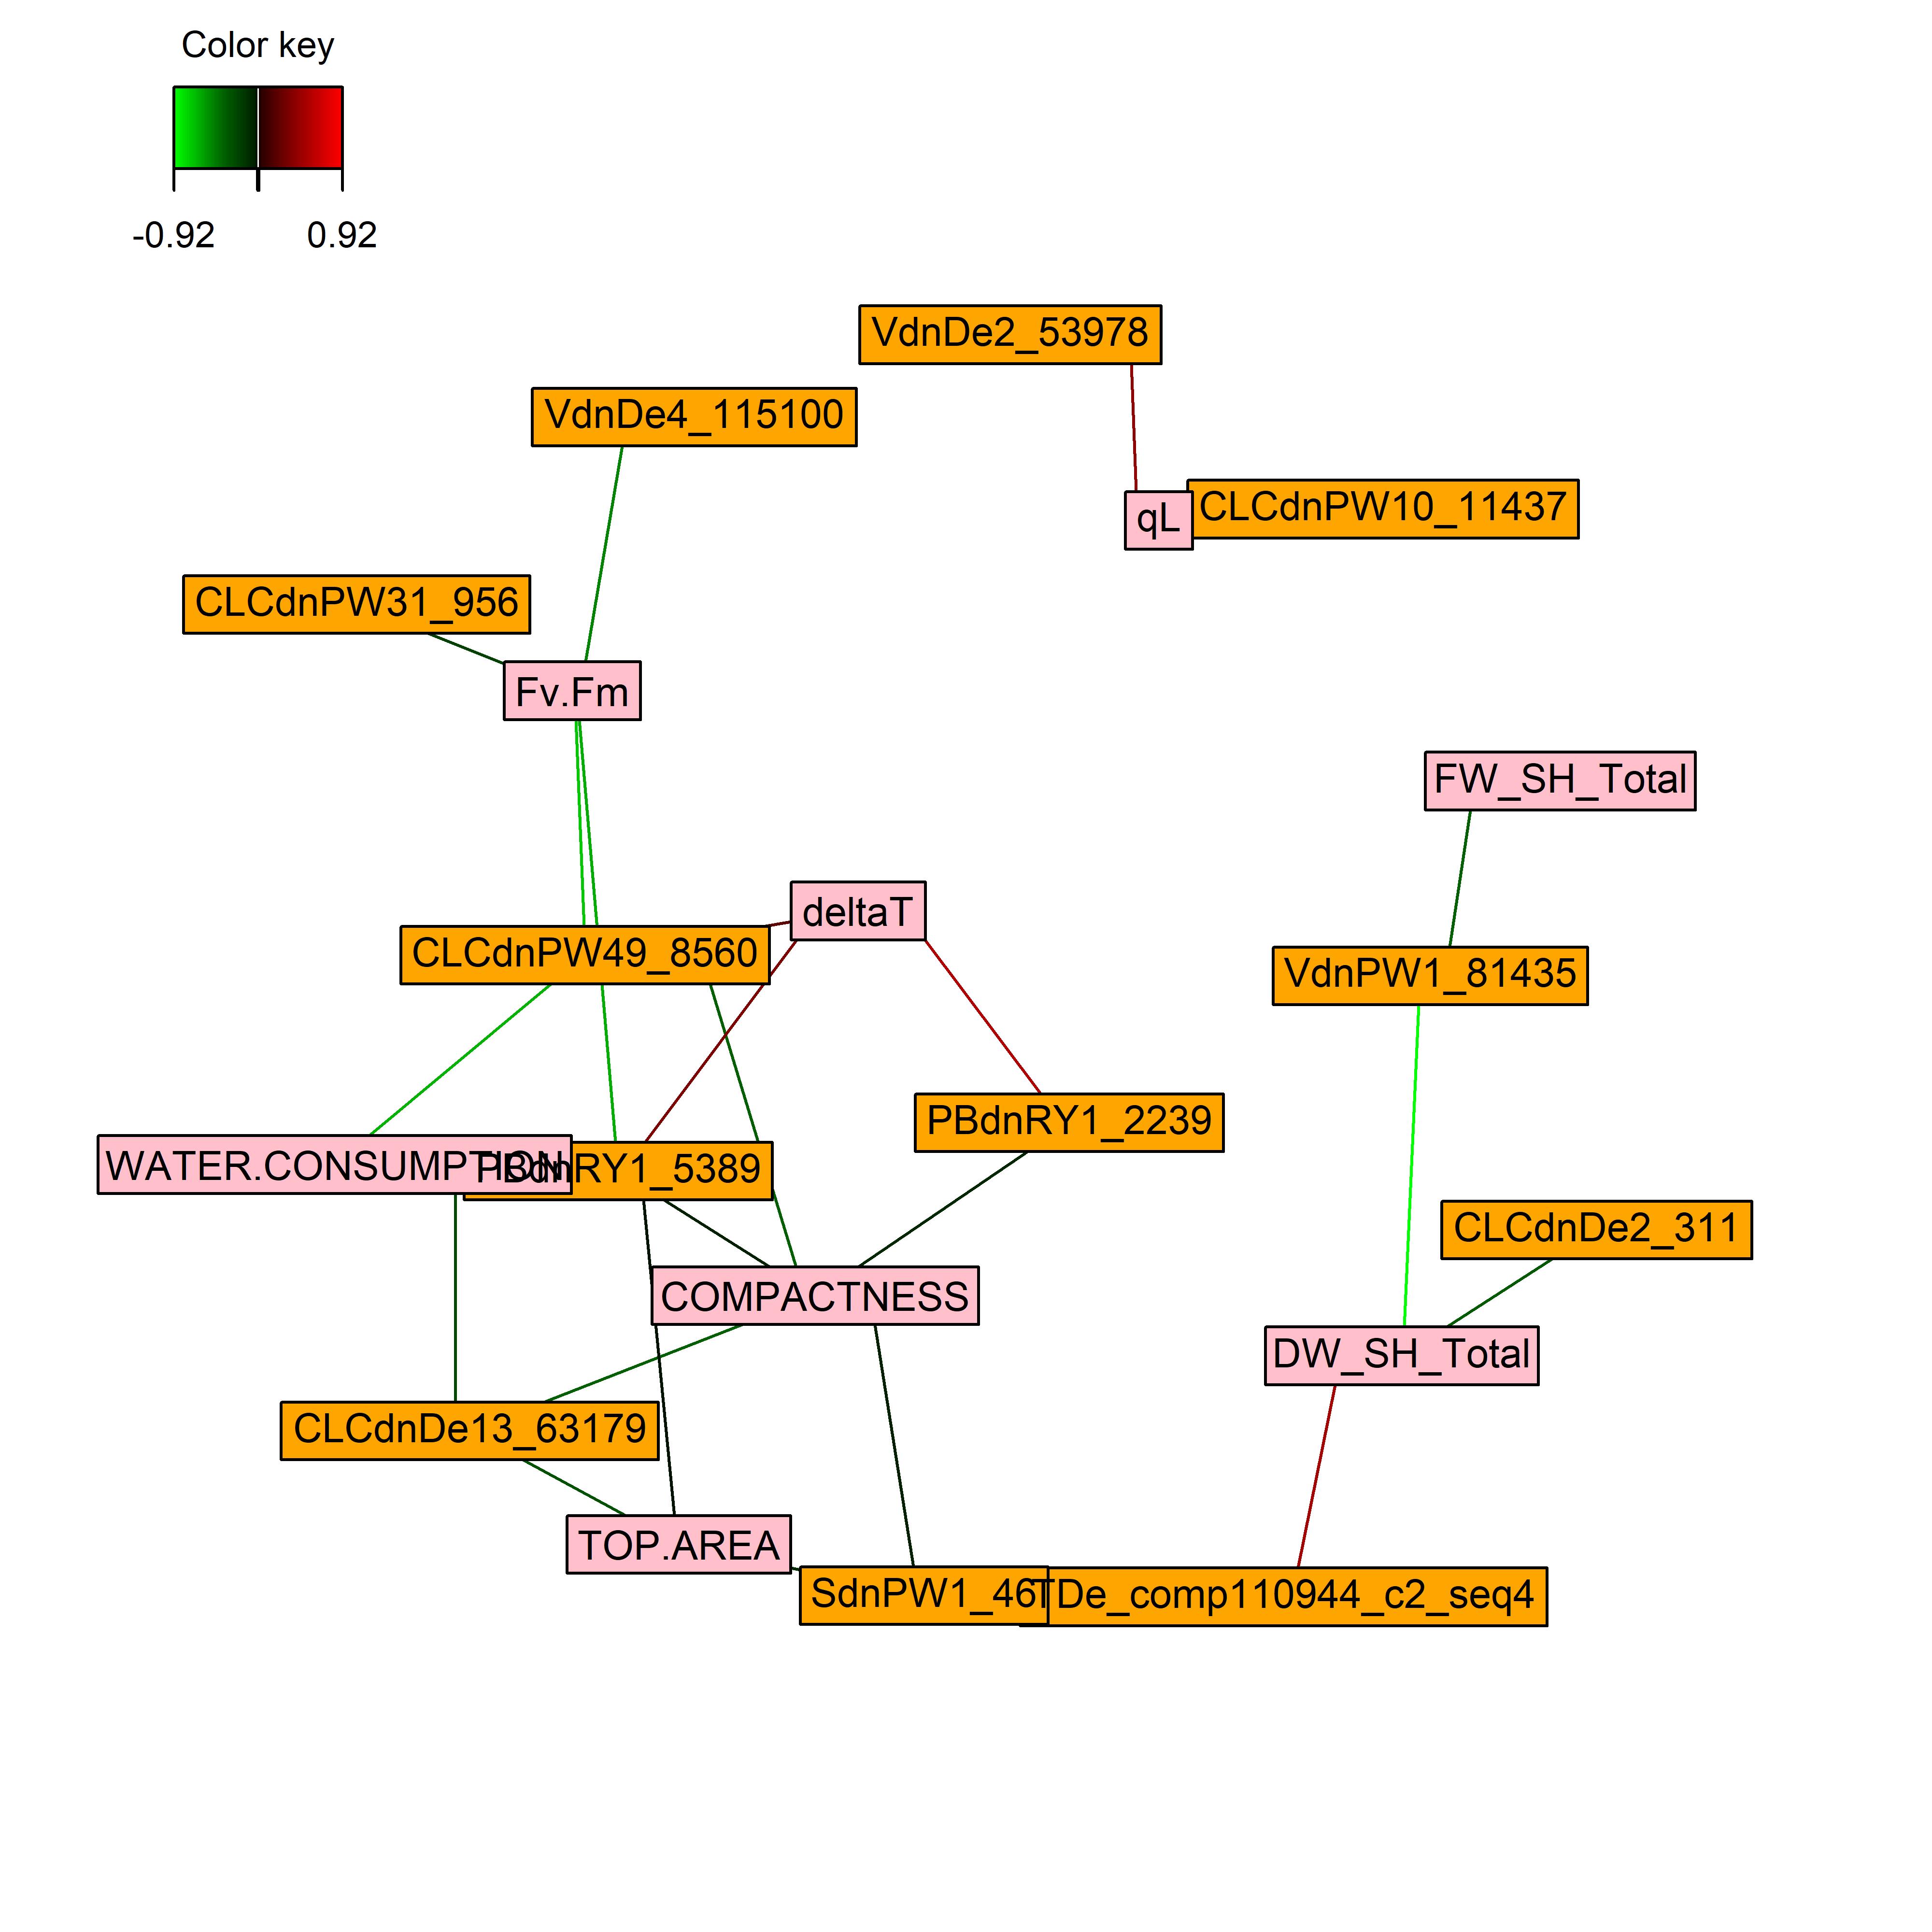 Color key
-0.92 0.92
VdnDe2_53978
VdnDe4_115100
CLCdnPW10_11437
qL
CLCdnPW31_956
Fv.Fm
FW_SH_Total
deltaT
CLCdnPW49_8560
VdnPW1_81435
PBdnRY1_2239
WATER.CONSUMPTION
PBdnRY1_5389
CLCdnDe2_311
COMPACTNESS
DW_SH_Total
CLCdnDe13_63179
TOP.AREA
SdnPW1_46
TDe_comp110944_c2_seq4